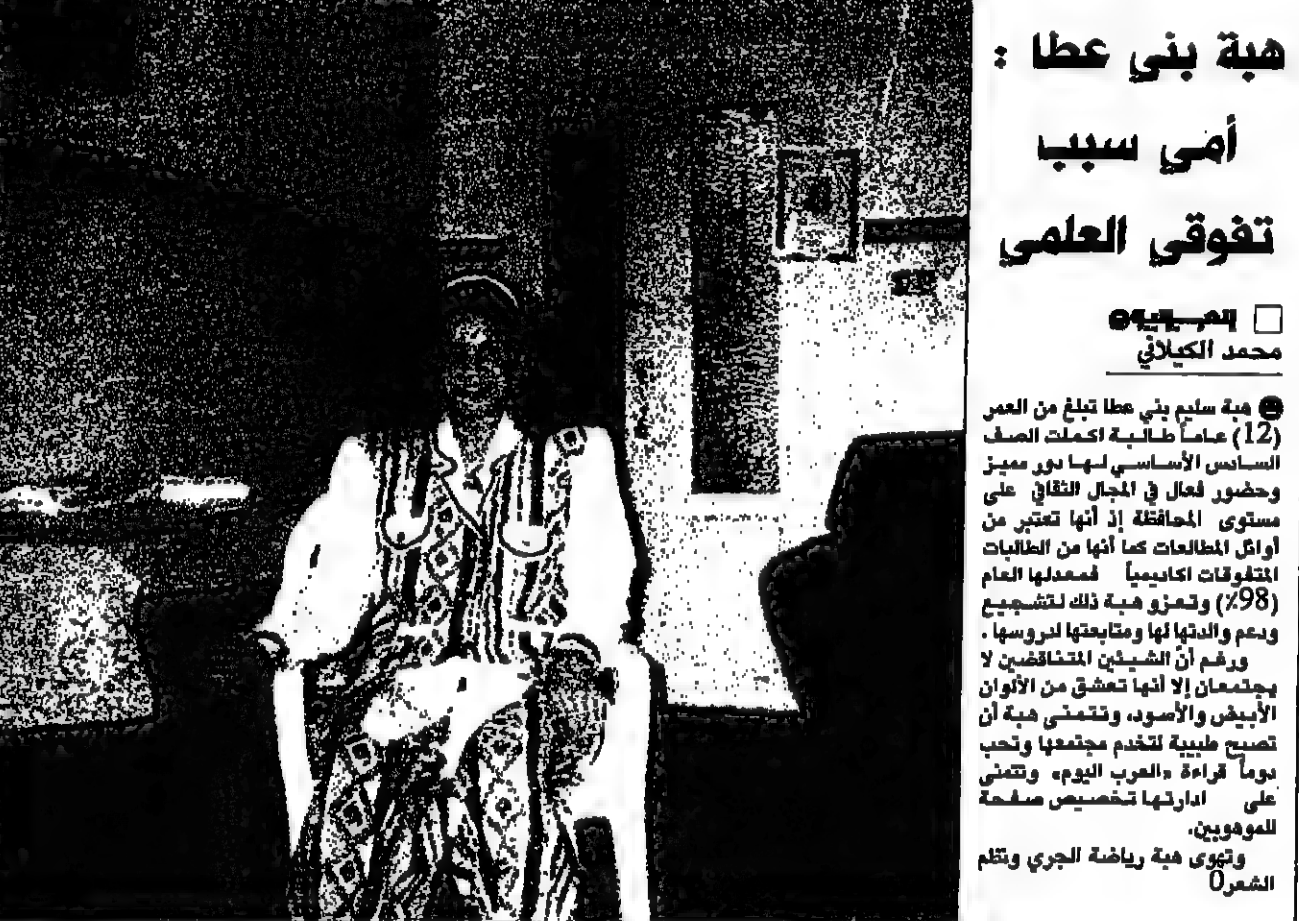 هبة بني عطا :
أمي سبب
تفوقي العلمي
محمد الكيلاني
هبة سليم بني عطا تبلغ من العمر
(12) عاماً طالبة اكملت الصف
السادس الأساسي لها دور مميز
وحضور فعال في المجال الثقافي على
مستوى المحافظة إذ أنها تعتبر من
أوائل المطالعات كما أنها من الطالبات
المتفوقات اكاديمياً فمعدلها العام
(98٪) وتعزو هبة ذلك لتشجيع
ودعم والدتها لها ومتابعتها لدروسها .
ورغم أن الشيئين المتناقضين لا
يجتمعان إلا أنها تعشق من الألوان
الأبيض والأسود، وتتمنى هبة أن
تصبح طبيبة لتخدم مجتمعها وتحب
دوماً قراءة «العرب اليوم» وتتمنى
على ادارتها تخصيص صفحة
للموهوبين.
وتهوى هبة رياضة الجري ونظم
الشعر0